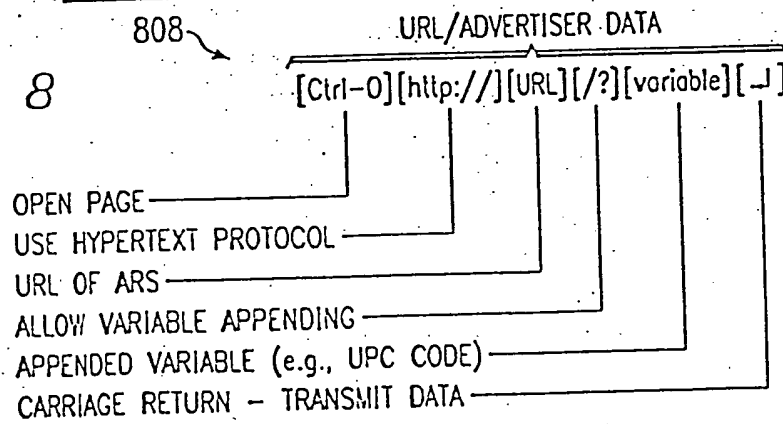 808
URL/ADVERTISER DATA
8
[Ctrl-O][http://][URL][/?][variable][↵]
OPEN PAGE
USE HYPERTEXT PROTOCOL
URL OF ARS
ALLOW VARIABLE APPENDING
APPENDED VARIABLE (e.g., UPC CODE)
CARRIAGE RETURN – TRANSMIT DATA